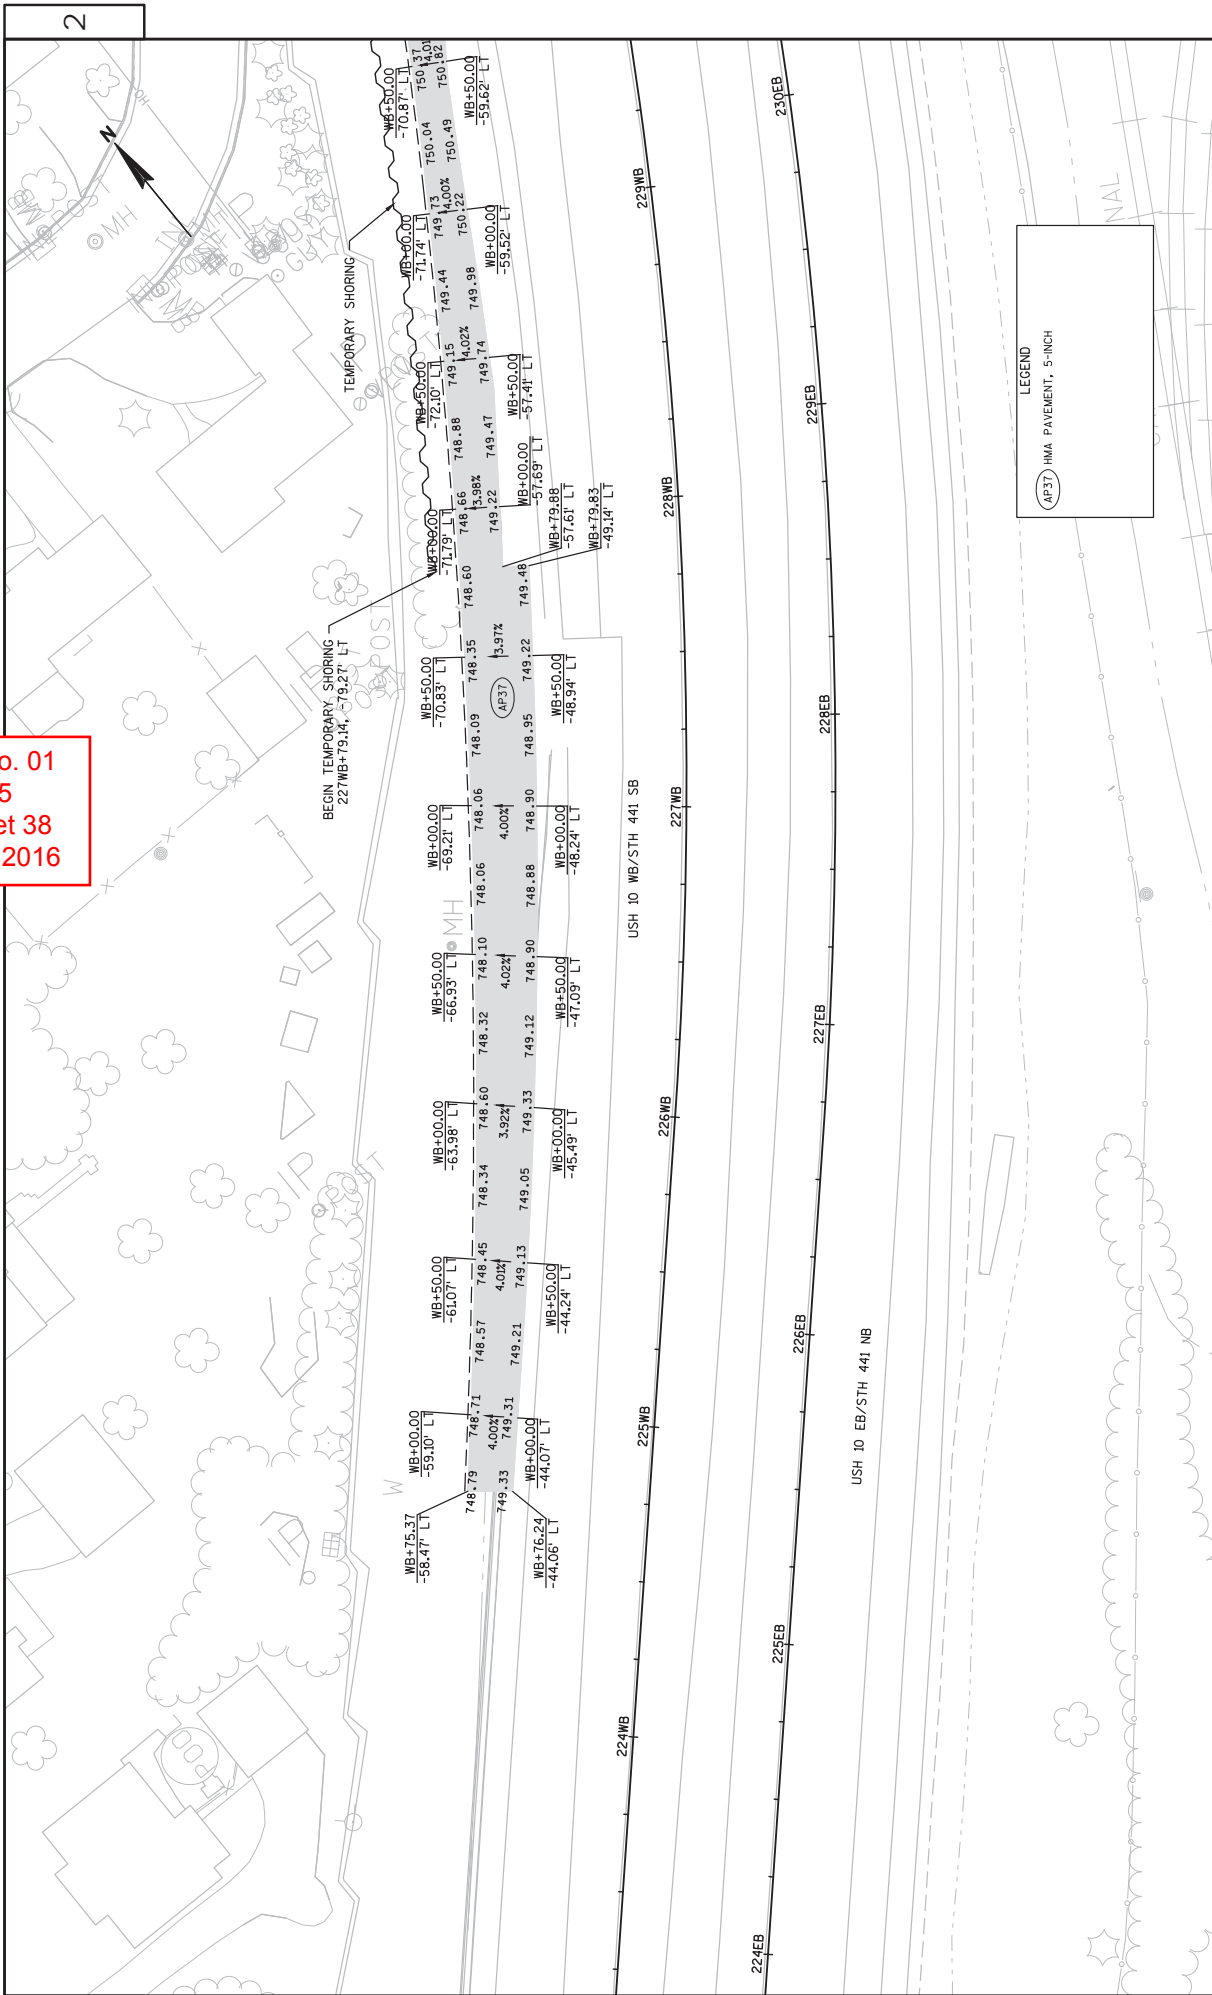 2
o. 01
5
et 38
2016
N
MH
TEMPORARY SHORING
BEGIN TEMPORARY SHORING
227WB+79.14, -79.27' LT
WB+50.00
-70.87' LT
WB+00.00
-71.74' LT
WB+50.00
-72.10' LT
WB+00.00
-71.79' LT
WB+50.00
-70.83' LT
WB+00.00
-69.21' LT
WB+50.00
-66.93' LT
WB+00.00
-63.98' LT
WB+50.00
-61.07' LT
WB+00.00
-59.10' LT
WB+75.37
-58.47' LT
750.37
750.04
749.73
749.44
749.15
748.88
748.66
748.60
748.35
748.09
748.06
748.06
748.10
748.32
748.60
748.34
748.45
748.57
748.71
748.79
4.00%
4.02%
3.98%
3.97%
AP37
4.00%
4.02%
3.92%
4.01%
4.00%
750.82
750.49
750.22
749.98
749.74
749.47
749.22
749.48
749.22
748.95
748.90
748.88
748.90
749.12
749.33
749.05
749.13
749.21
749.31
749.33
WB+50.00
-59.62' LT
WB+00.00
-59.52' LT
WB+50.00
-57.41' LT
WB+00.00
-57.69' LT
WB+79.88
-57.61' LT
WB+79.83
-49.14' LT
WB+50.00
-48.94' LT
WB+00.00
-48.24' LT
WB+50.00
-47.09' LT
WB+00.00
-45.49' LT
WB+50.00
-44.24' LT
WB+00.00
-44.07' LT
WB+76.24
-44.06' LT
MH
W
USH 10 WB/STH 441 SB
229WB
228WB
227WB
226WB
225WB
224WB
230EB
229EB
228EB
227EB
226EB
225EB
224EB
USH 10 EB/STH 441 NB
LEGEND
AP37 HMA PAVEMENT, 5-INCH
NAL